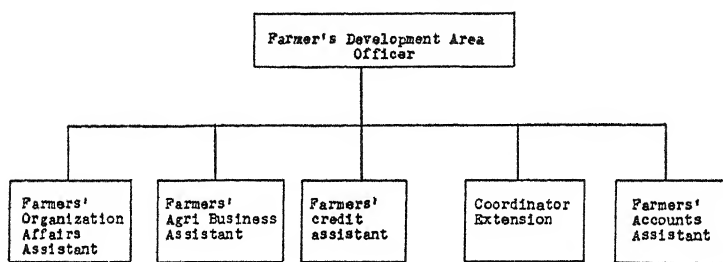 Farmer's Development Area
Officer
Farmers'
Organization
Affairs
Assistant
Farmers'
Agri Business
Assistant
Farmers'
credit
assistant
Coordinator
Extension
Farmers'
Accounts
Assistant